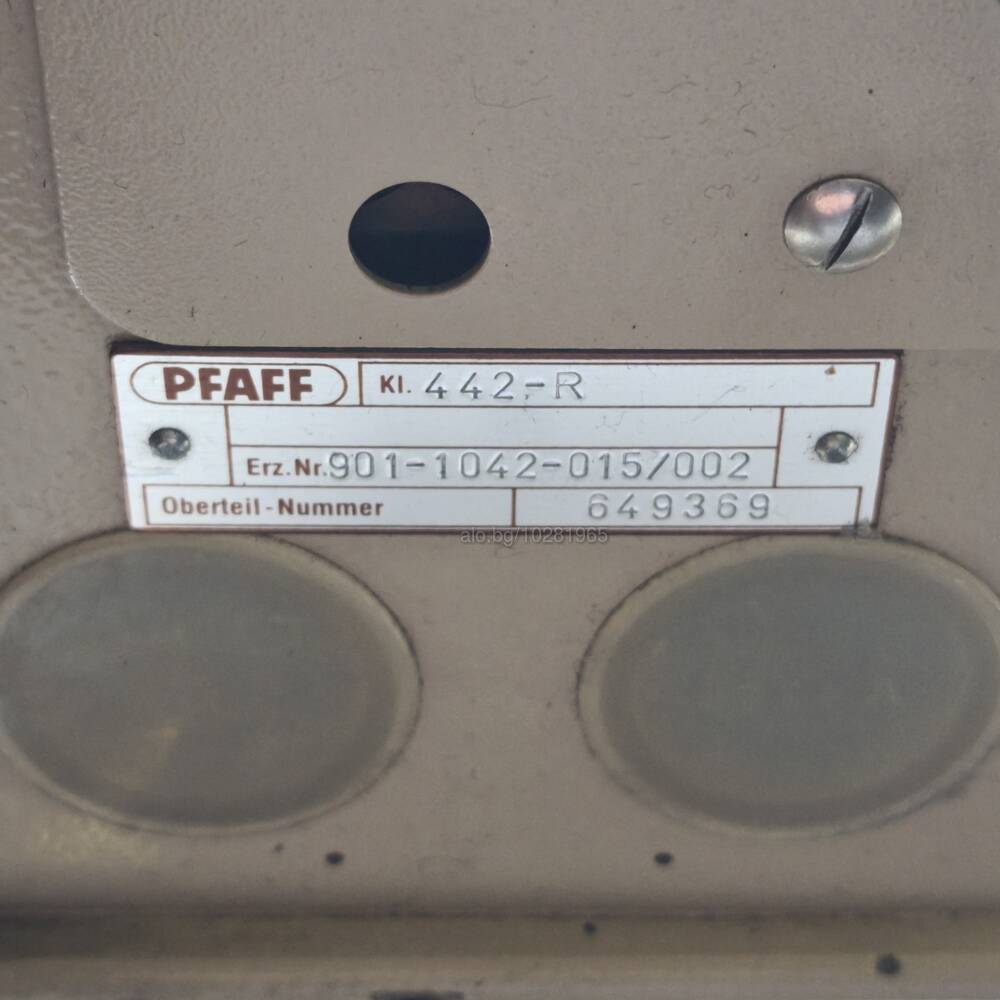 PFAFF Kl. 442,-R
Erz.Nr. 901-1042-015/002
Oberteil-Nummer 649369
alo.bg/10281965